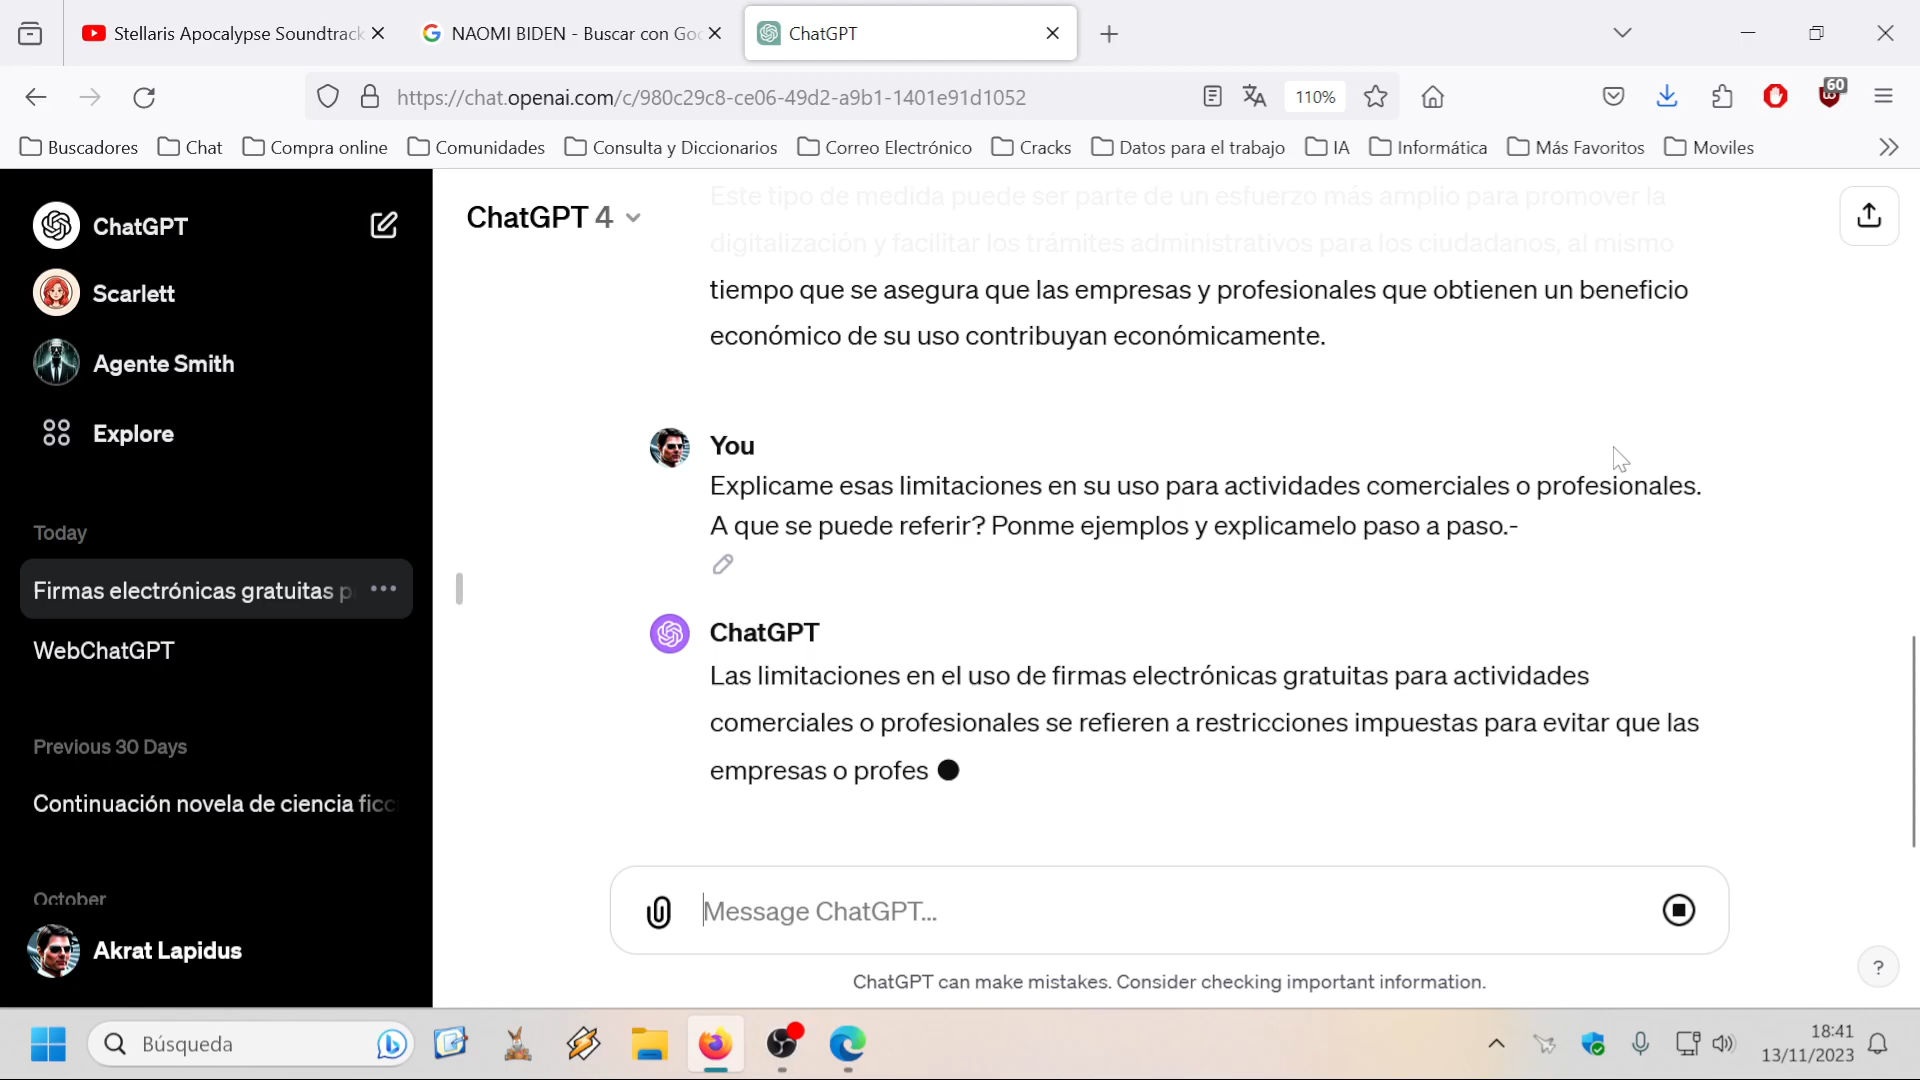 Stellaris Apocalypse Soundtrack
NAOMI BIDEN - Buscar con Goo
ChatGPT
https://chat.openai.com/c/980c29c8-ce06-49d2-a9b1-1401e91d1052
110%
60
Buscadores
Chat
Compra online
Comunidades
Consulta y Diccionarios
Correo Electrónico
Cracks
Datos para el trabajo
IA
Informática
Más Favoritos
Moviles
ChatGPT
Scarlett
Agente Smith
Explore
Today
Firmas electrónicas gratuitas p
WebChatGPT
Previous 30 Days
Continuación novela de ciencia ficc
October
Akrat Lapidus
ChatGPT 4
Este tipo de medida puede ser parte de un esfuerzo más amplio para promover la
digitalización y facilitar los trámites administrativos para los ciudadanos, al mismo
tiempo que se asegura que las empresas y profesionales que obtienen un beneficio
económico de su uso contribuyan económicamente.
You
Explicame esas limitaciones en su uso para actividades comerciales o profesionales.
A que se puede referir? Ponme ejemplos y explicamelo paso a paso.-
ChatGPT
Las limitaciones en el uso de firmas electrónicas gratuitas para actividades
comerciales o profesionales se refieren a restricciones impuestas para evitar que las
empresas o profes
Message ChatGPT...
ChatGPT can make mistakes. Consider checking important information.
?
Búsqueda
18:41
13/11/2023